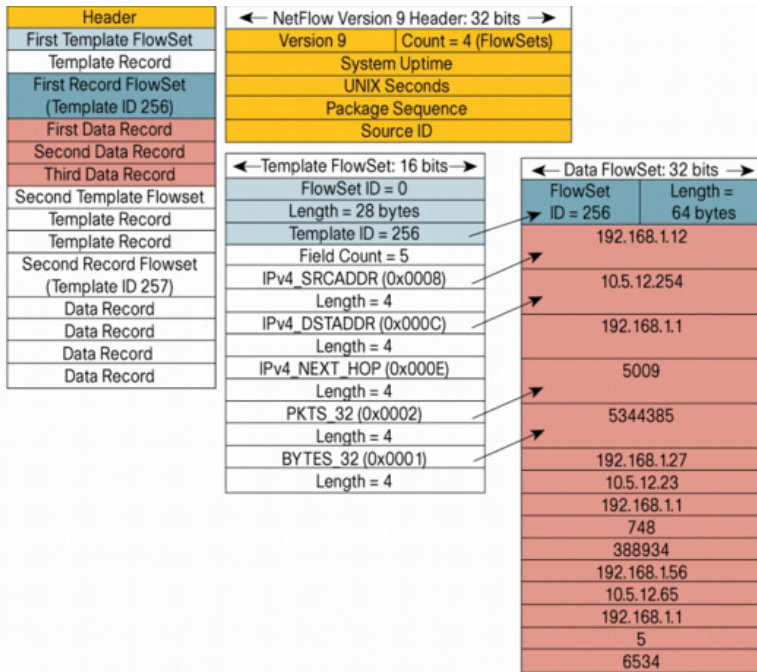 Header
First Template FlowSet
Template Record
First Record FlowSet
(Template ID 256)
First Data Record
Second Data Record
Third Data Record
Second Template Flowset
Template Record
Template Record
Second Record Flowset
(Template ID 257)
Data Record
Data Record
Data Record
Data Record
NetFlow Version 9 Header: 32 bits
Version 9
Count = 4 (FlowSets)
System Uptime
UNIX Seconds
Package Sequence
Source ID
Template FlowSet: 16 bits
FlowSet ID = 0
Length = 28 bytes
Template ID = 256
Field Count = 5
IPv4_SRCADDR (0x0008)
Length = 4
IPv4_DSTADDR (0x000C)
Length = 4
IPv4_NEXT_HOP (0x000E)
Length = 4
PKTS_32 (0x0002)
Length = 4
BYTES_32 (0x0001)
Length = 4
Data FlowSet: 32 bits
FlowSet
ID = 256
Length =
64 bytes
192.168.1.12
10.5.12.254
192.168.1.1
5009
5344385
192.168.1.27
10.5.12.23
192.168.1.1
748
388934
192.168.1.56
10.5.12.65
192.168.1.1
5
6534